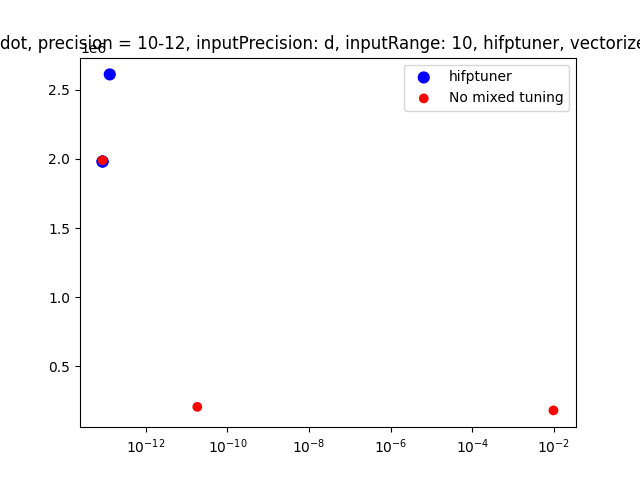 dot, precision = 10-12, inputPrecision: d, inputRange: 10, hifptuner, vectorize
1e6
hifptuner
No mixed tuning
2.5
2.0
1.5
1.0
0.5
10⁻¹² 10⁻¹⁰ 10⁻⁸ 10⁻⁶ 10⁻⁴ 10⁻²